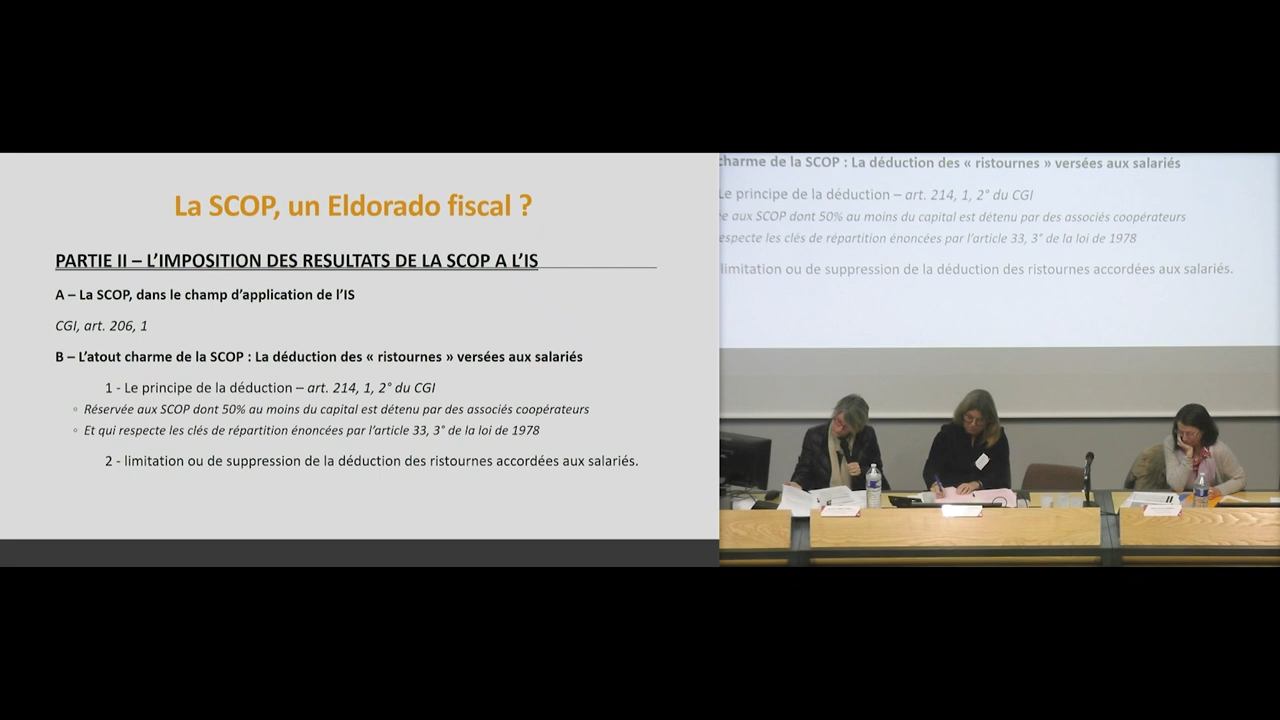 La SCOP, un Eldorado fiscal ?
PARTIE II – L’IMPOSITION DES RESULTATS DE LA SCOP A L’IS
A – La SCOP, dans le champ d’application de l’IS
CGI, art. 206, 1
B – L’atout charme de la SCOP : La déduction des « ristournes » versées aux salariés
1 - Le principe de la déduction – art. 214, 1, 2° du CGI
◦ Réservée aux SCOP dont 50% au moins du capital est détenu par des associés coopérateurs
◦ Et qui respecte les clés de répartition énoncées par l’article 33, 3° de la loi de 1978
2 - limitation ou de suppression de la déduction des ristournes accordées aux salariés.
charme de la SCOP : La déduction des « ristournes » versées aux salariés
Le principe de la déduction – art. 214, 1, 2° du CGI
ée aux SCOP dont 50% au moins du capital est détenu par des associés coopérateurs
especte les clés de répartition énoncées par l’article 33, 3° de la loi de 1978
limitation ou de suppression de la déduction des ristournes accordées aux salariés.